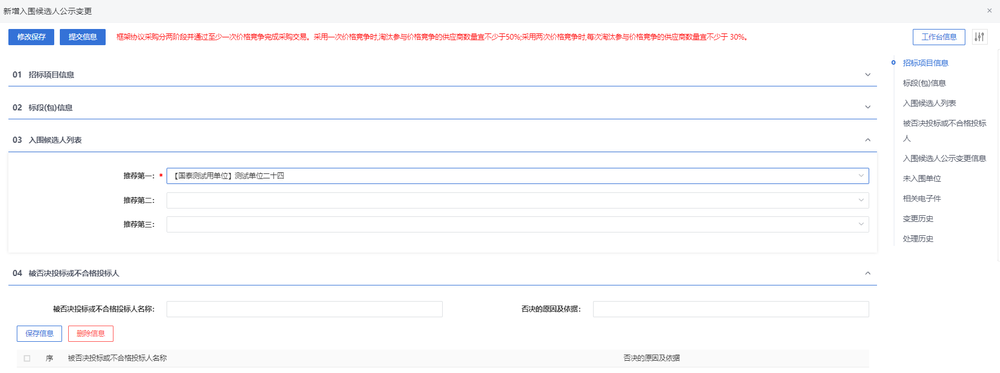 新增入围候选人公示变更
修改保存 提交信息 框架协议采购分两阶段并通过至少一次价格竞争完成采购交易。采用一次价格竞争时,淘汰参与价格竞争的供应商数量宜不少于50%;采用两次价格竞争时,每次淘汰参与价格竞争的供应商数量宜不少于 30%。 工作台信息
01 招标项目信息
02 标段(包)信息
03 入围候选人列表
推荐第一: * 【国泰测试用单位】测试单位二十四
推荐第二:
推荐第三:
04 被否决投标或不合格投标人
被否决投标或不合格投标人名称: 否决的原因及依据:
保存信息 删除信息
序 被否决投标或不合格投标人名称 否决的原因及依据
招标项目信息
标段(包)信息
入围候选人列表
被否决投标或不合格投标
人
入围候选人公示变更信息
未入围单位
相关电子件
变更历史
处理历史